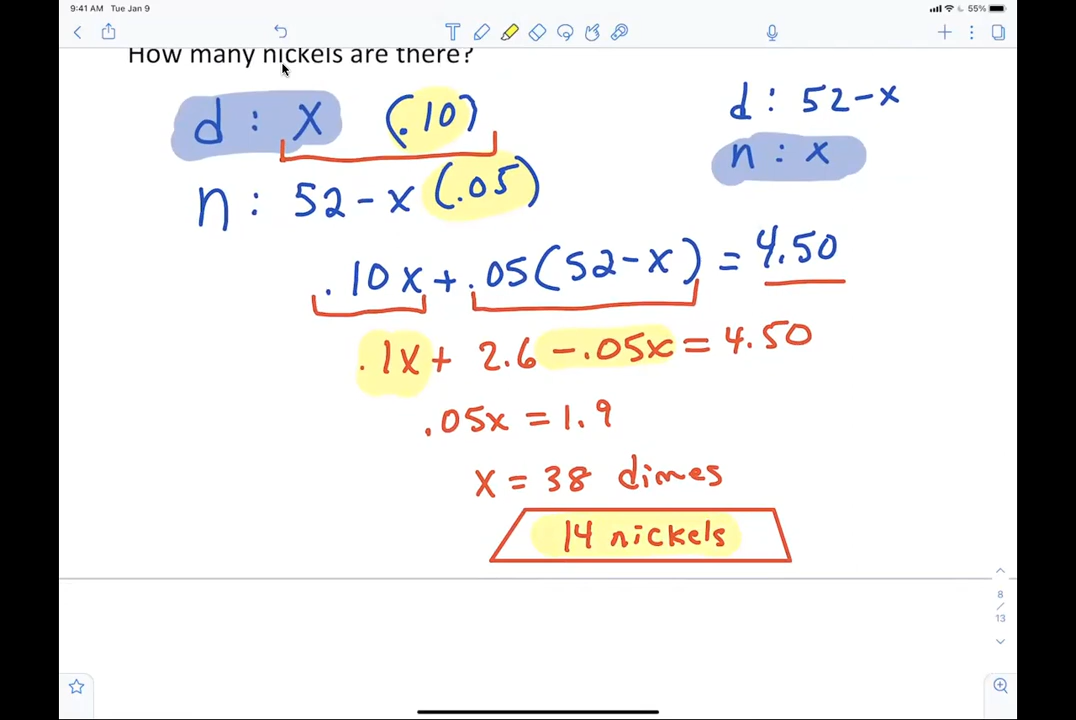 9:41 AM Tue Jan 9
55%
T
How many nickels are there?
d : x (.10)
d : 52-x
n : x
n : 52-x (.05)
.10x + .05(52-x) = 4.50
.1x + 2.6 -.05x = 4.50
.05x = 1.9
x = 38 dimes
14 nickels
8
/
13